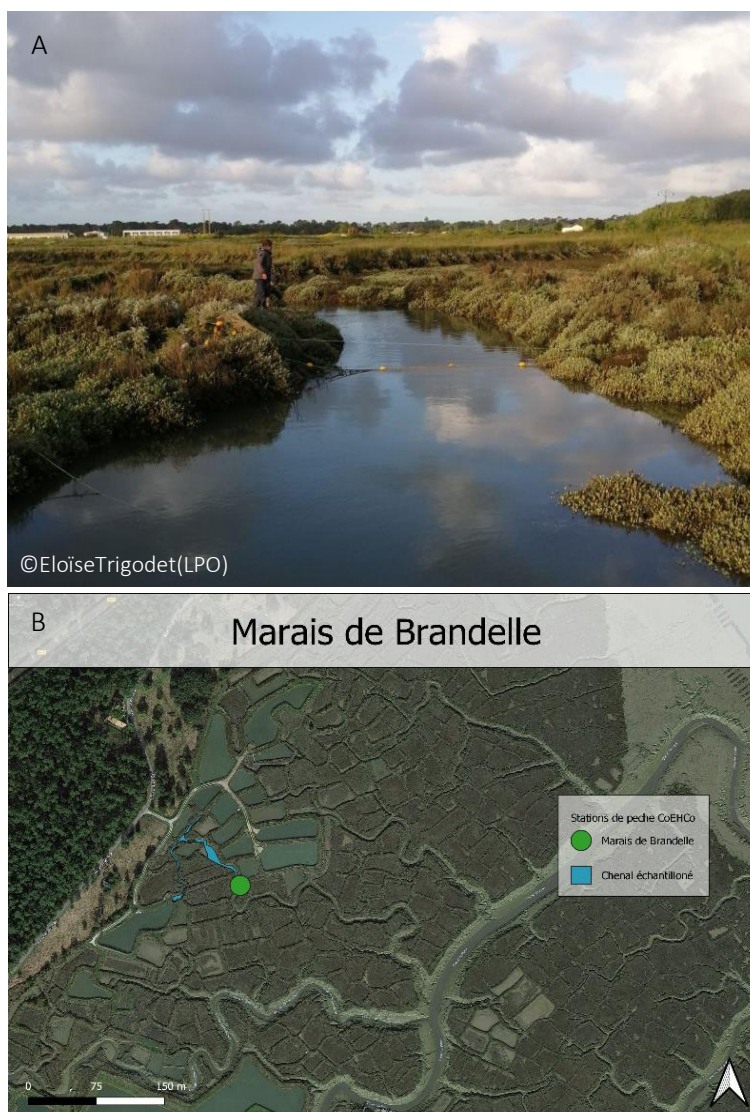 A
©EloïseTrigodet(LPO)
B
Marais de Brandelle
Stations de peche CoEHCo
Marais de Brandelle
Chenal échantilloné
0 75 150 m